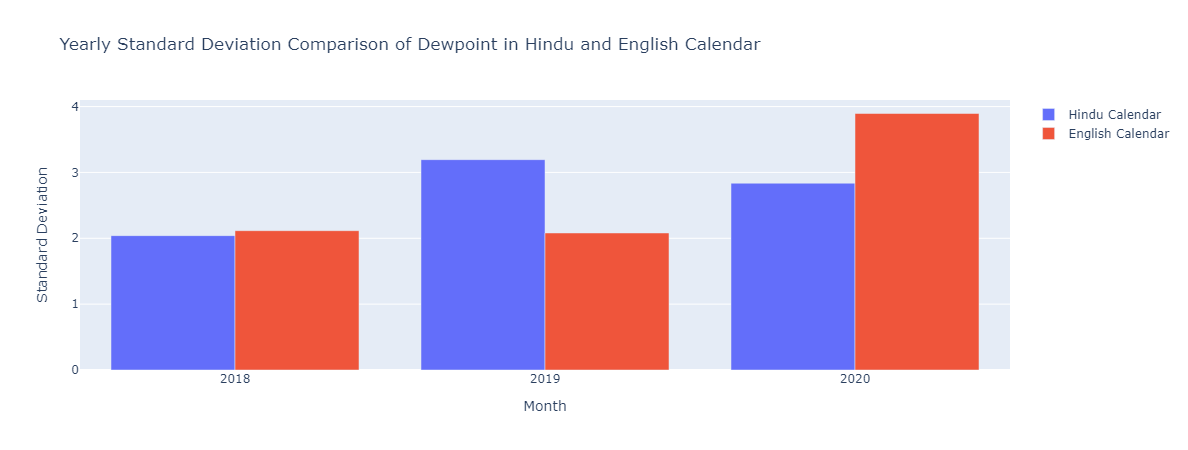 Yearly Standard Deviation Comparison of Dewpoint in Hindu and English Calendar
Hindu Calendar
English Calendar
Standard Deviation
4
3
2
1
0
2018
2019
2020
Month